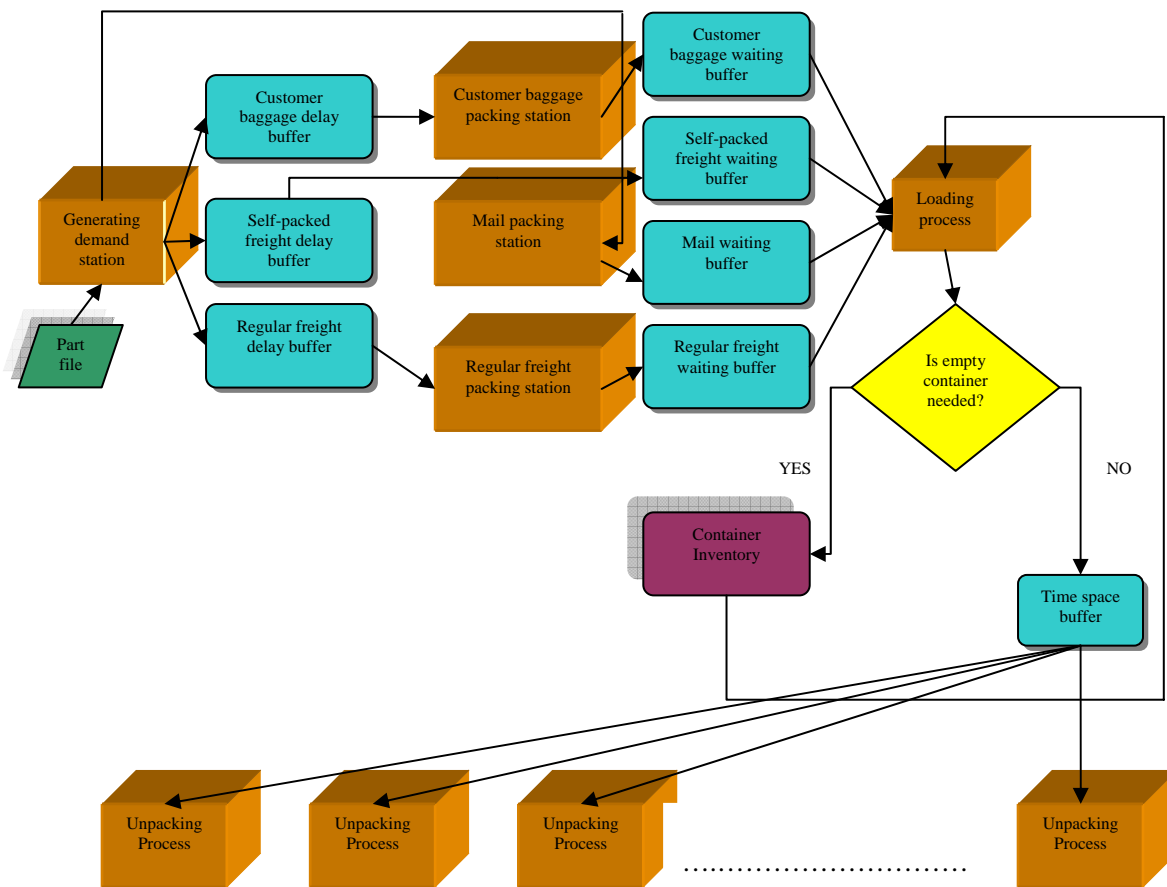 Customer
baggage waiting
buffer
Customer
baggage delay
buffer
Customer baggage
packing station
Self-packed
freight waiting
buffer
Generating
demand
station
Self-packed
freight delay
buffer
Mail packing
station
Mail waiting
buffer
Loading
process
Part
file
Regular freight
delay buffer
Regular freight
packing station
Regular freight
waiting buffer
Is empty
container
needed?
YES
NO
Container
Inventory
Time space
buffer
Unpacking
Process
Unpacking
Process
Unpacking
Process
..................................
Unpacking
Process